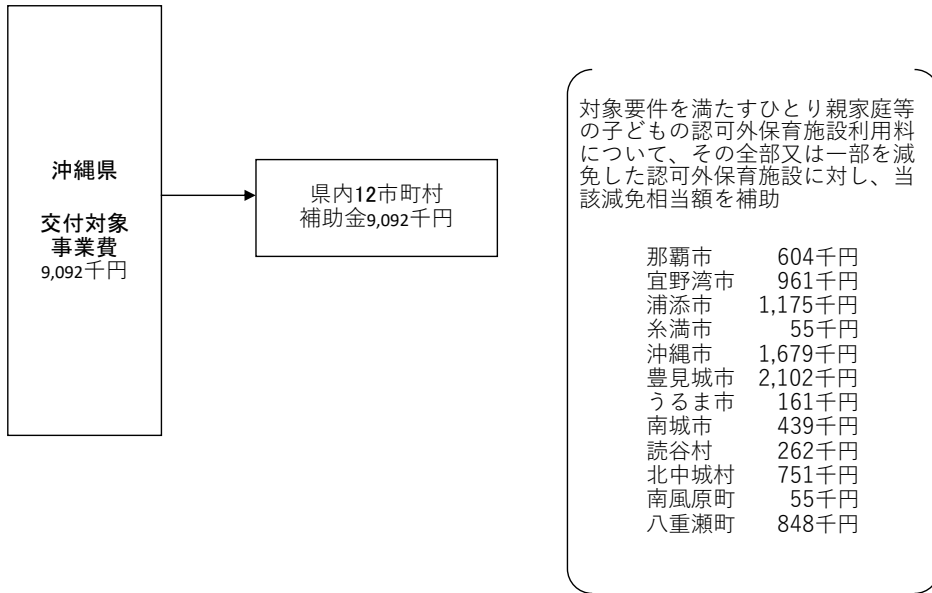 沖縄県
交付対象
事業費
9,092千円
県内12市町村
補助金9,092千円
対象要件を満たすひとり親家庭等
の子どもの認可外保育施設利用料
について、その全部又は一部を減
免した認可外保育施設に対し、当
該減免相当額を補助
那覇市 604千円
宜野湾市 961千円
浦添市 1,175千円
糸満市 55千円
沖縄市 1,679千円
豊見城市 2,102千円
うるま市 161千円
南城市 439千円
読谷村 262千円
北中城村 751千円
南風原町 55千円
八重瀬町 848千円